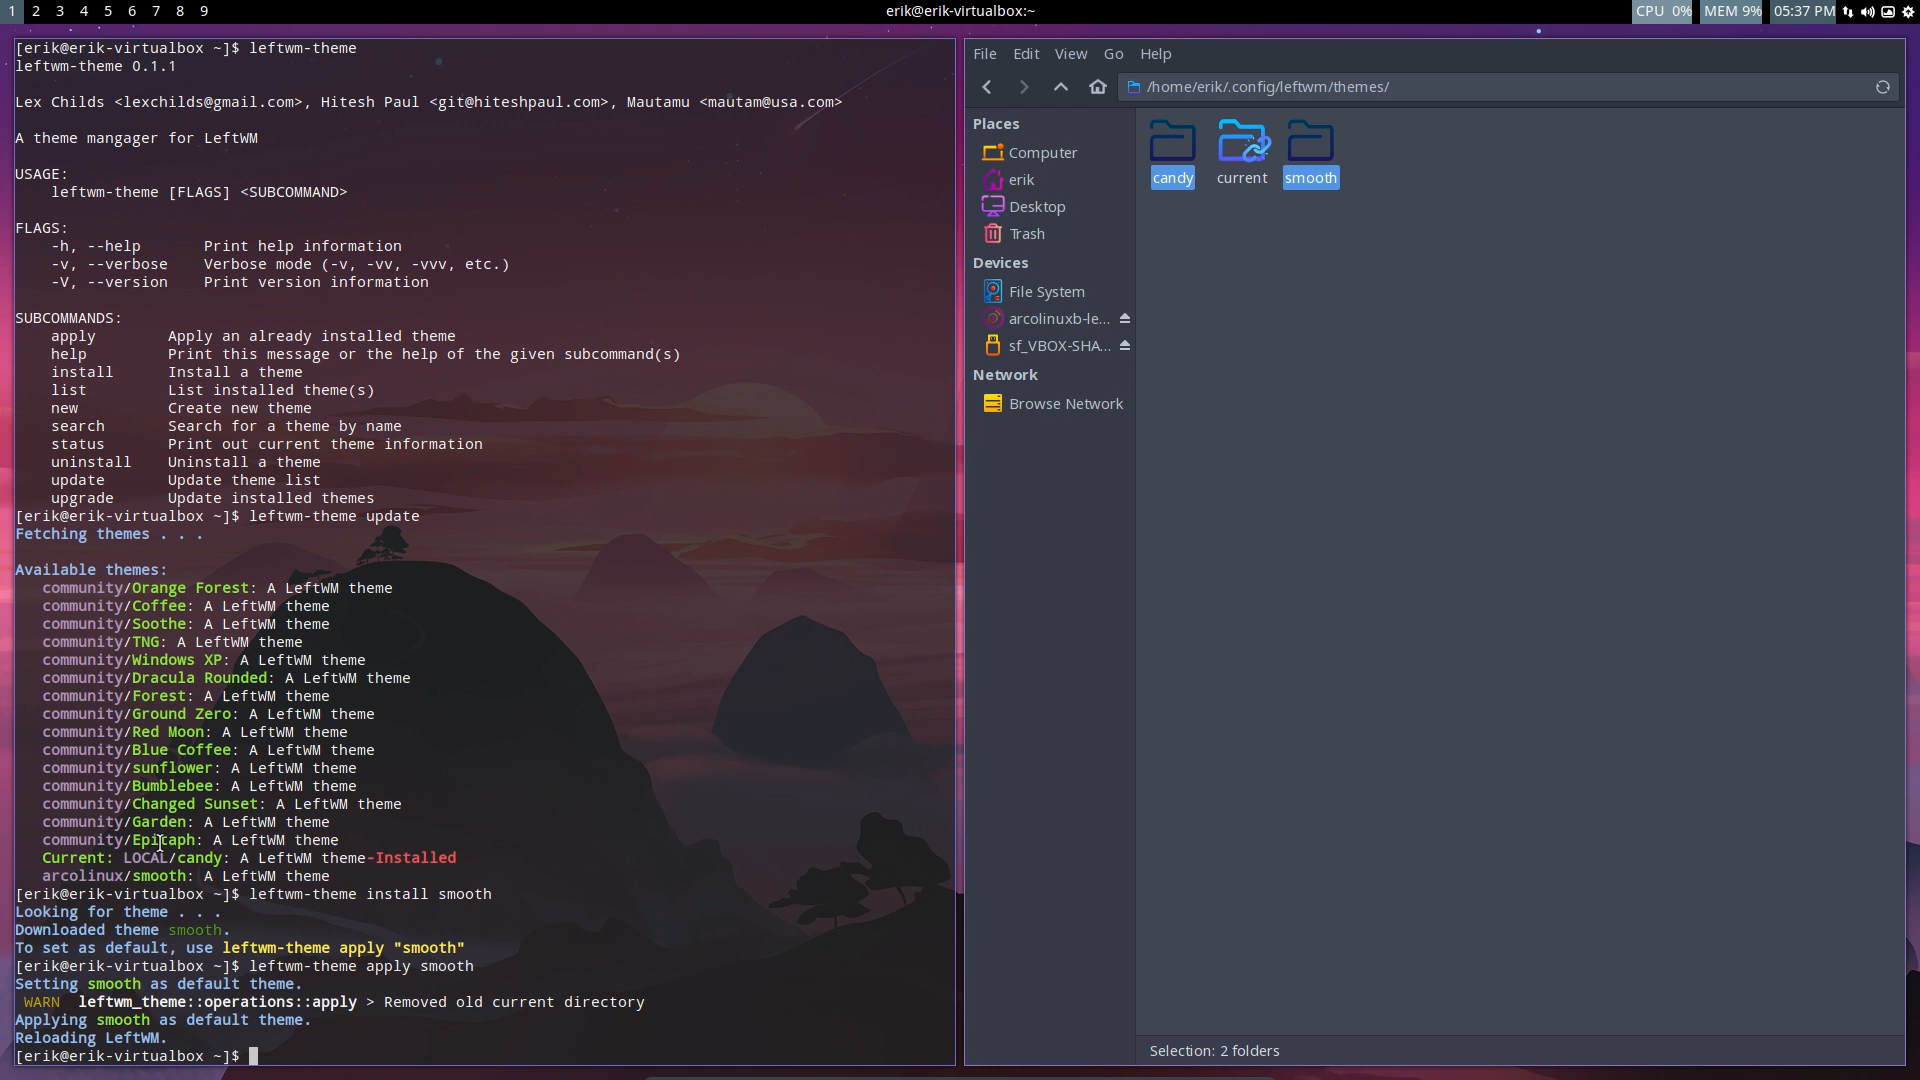 1 2 3 4 5 6 7 8 9
erik@erik-virtualbox:~
CPU 0% MEM 9% 05:37 PM
[erik@erik-virtualbox ~]$ leftwm-theme
leftwm-theme 0.1.1
Lex Childs <lexchilds@gmail.com>, Hitesh Paul <git@hiteshpaul.com>, Mautamu <mautam@usa.com>
A theme mangager for LeftWM
USAGE:
leftwm-theme [FLAGS] <SUBCOMMAND>
FLAGS:
-h, --help Print help information
-v, --verbose Verbose mode (-v, -vv, -vvv, etc.)
-V, --version Print version information
SUBCOMMANDS:
apply Apply an already installed theme
help Print this message or the help of the given subcommand(s)
install Install a theme
list List installed theme(s)
new Create new theme
search Search for a theme by name
status Print out current theme information
uninstall Uninstall a theme
update Update theme list
upgrade Update installed themes
[erik@erik-virtualbox ~]$ leftwm-theme update
Fetching themes . . .
Available themes:
community/Orange Forest: A LeftWM theme
community/Coffee: A LeftWM theme
community/Soothe: A LeftWM theme
community/TNG: A LeftWM theme
community/Windows XP: A LeftWM theme
community/Dracula Rounded: A LeftWM theme
community/Forest: A LeftWM theme
community/Ground Zero: A LeftWM theme
community/Red Moon: A LeftWM theme
community/Blue Coffee: A LeftWM theme
community/sunflower: A LeftWM theme
community/Bumblebee: A LeftWM theme
community/Changed Sunset: A LeftWM theme
community/Garden: A LeftWM theme
community/Epitaph: A LeftWM theme
Current: LOCAL/candy: A LeftWM theme-Installed
arcolinux/smooth: A LeftWM theme
[erik@erik-virtualbox ~]$ leftwm-theme install smooth
Looking for theme . . .
Downloaded theme smooth.
To set as default, use leftwm-theme apply "smooth"
[erik@erik-virtualbox ~]$ leftwm-theme apply smooth
Setting smooth as default theme.
WARN leftwm_theme::operations::apply > Removed old current directory
Applying smooth as default theme.
Reloading LeftWM.
[erik@erik-virtualbox ~]$
File Edit View Go Help
/home/erik/.config/leftwm/themes/
Places
Computer
erik
Desktop
Trash
Devices
File System
arcolinuxb-le...
sf_VBOX-SHA...
Network
Browse Network
candy current smooth
Selection: 2 folders